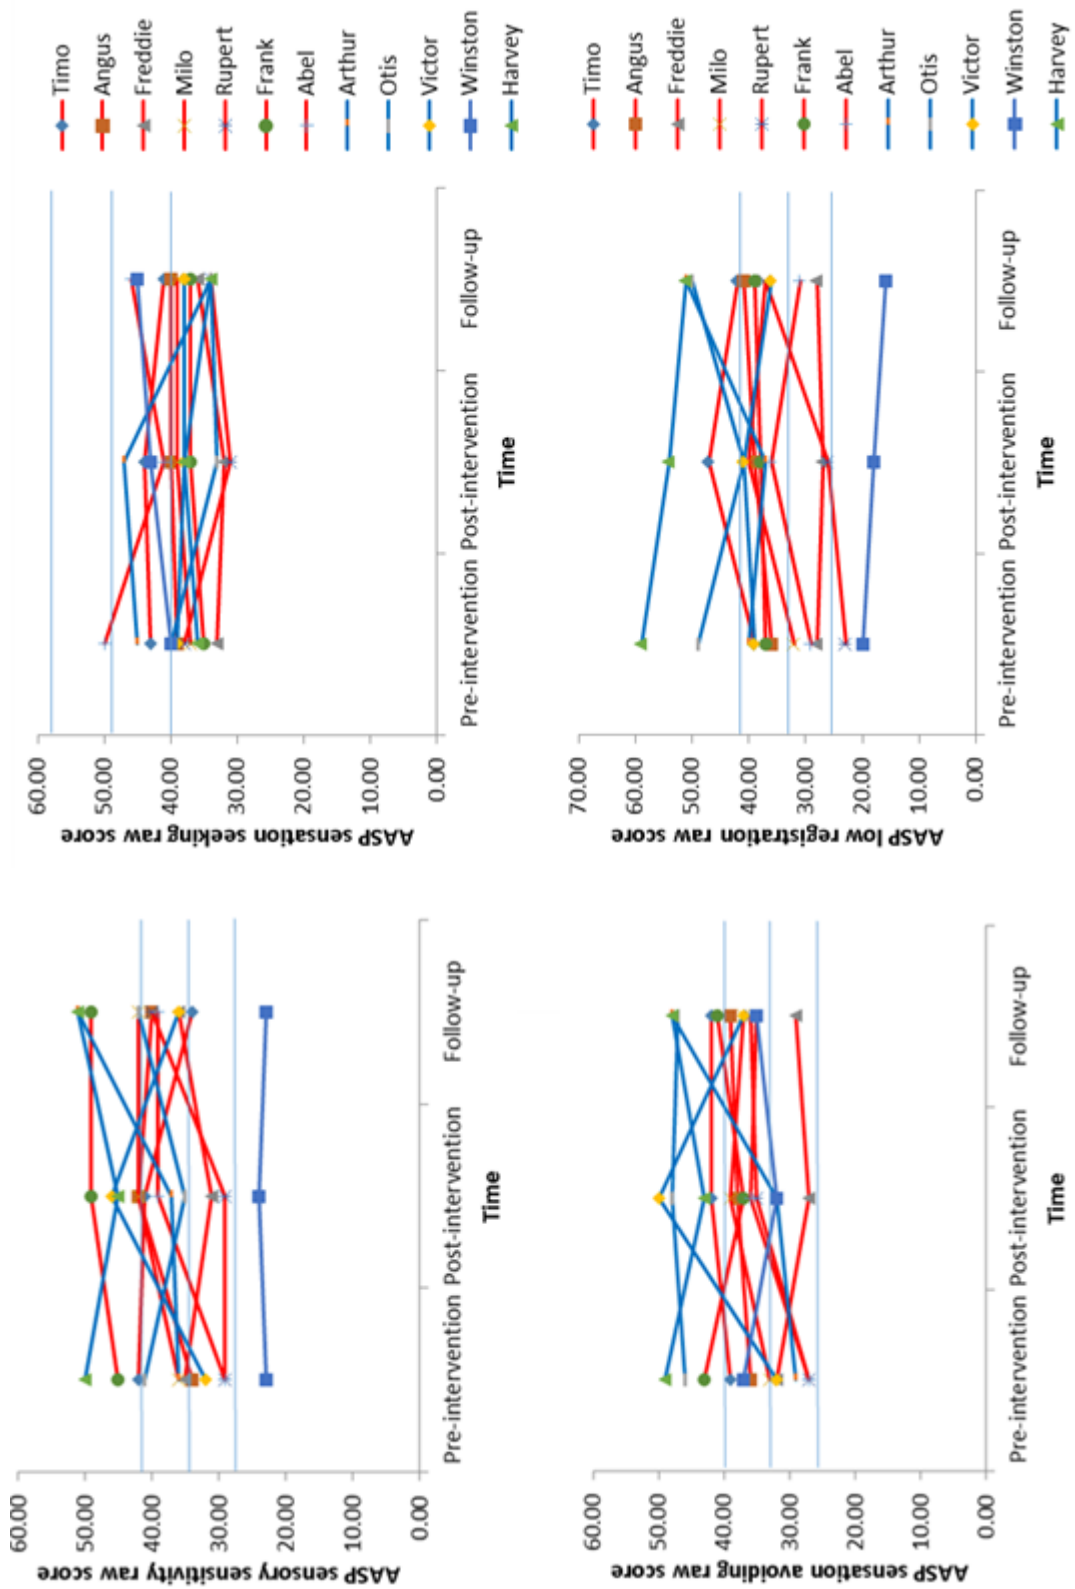 AASP sensory sensitivity raw score
60.00
50.00
40.00
30.00
20.00
10.00
0.00
Pre-intervention Post-intervention Follow-up
Time
AASP sensation seeking raw score
60.00
50.00
40.00
30.00
20.00
10.00
0.00
Pre-intervention Post-intervention Follow-up
Time
Timo
Angus
Freddie
Milo
Rupert
Frank
Abel
Arthur
Otis
Victor
Winston
Harvey
AASP sensation avoiding raw score
60.00
50.00
40.00
30.00
20.00
10.00
0.00
Pre-intervention Post-intervention Follow-up
Time
AASP low registration raw score
70.00
60.00
50.00
40.00
30.00
20.00
10.00
0.00
Pre-intervention Post-intervention Follow-up
Time
Timo
Angus
Freddie
Milo
Rupert
Frank
Abel
Arthur
Otis
Victor
Winston
Harvey